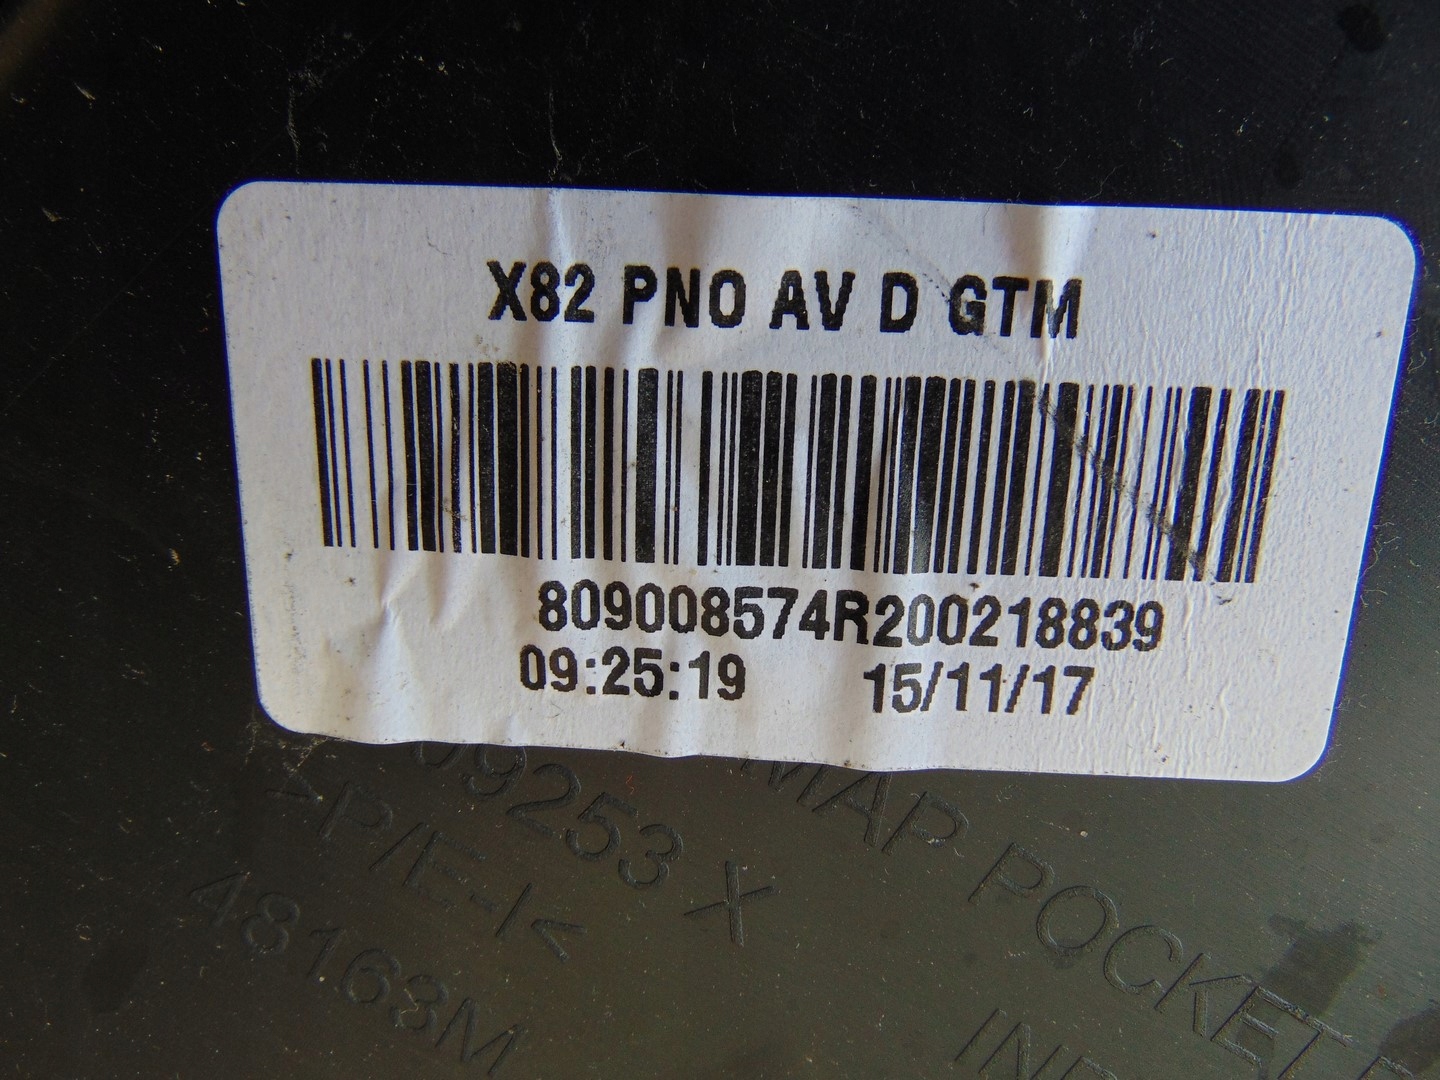 X82 PNO AV D GTM
809008574R200218839
09:25:19 15/11/17
09253 X
MAP POCKET
>P/E-I<
48163M